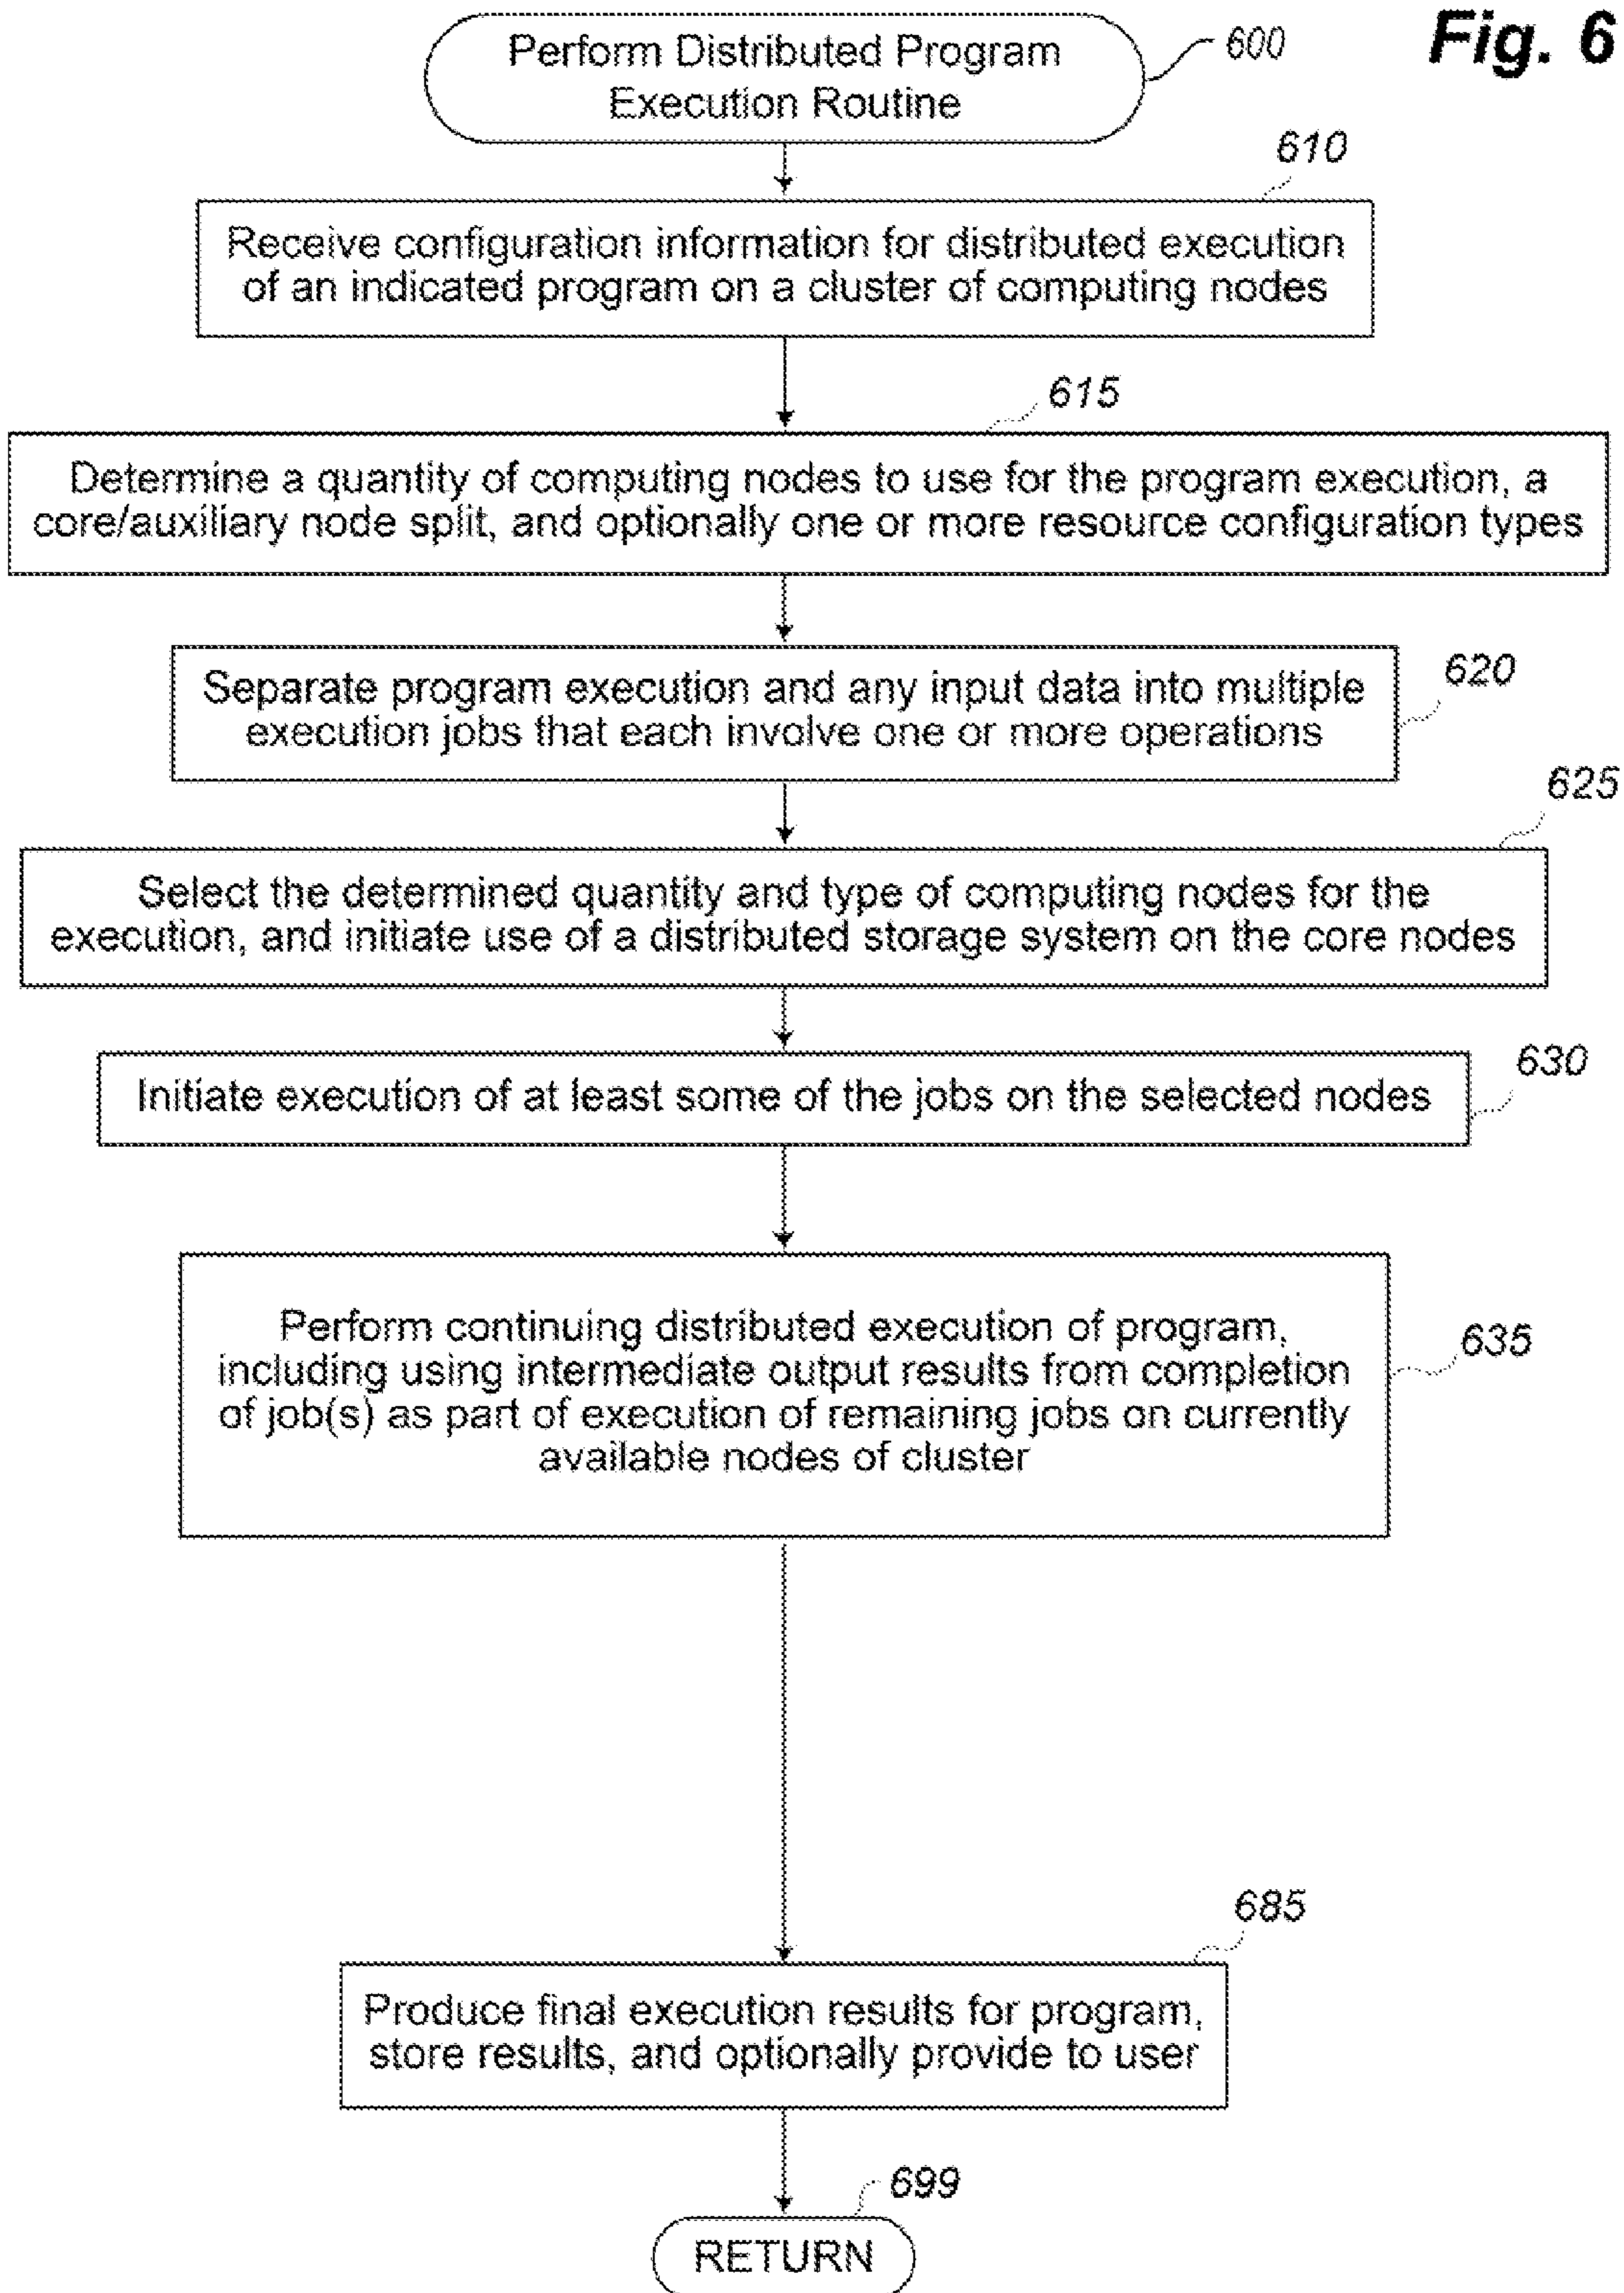 Fig. 6
Perform Distributed Program
Execution Routine
600
610
Receive configuration information for distributed execution
of an indicated program on a cluster of computing nodes
615
Determine a quantity of computing nodes to use for the program execution, a
core/auxiliary node split, and optionally one or more resource configuration types
620
Separate program execution and any input data into multiple
execution jobs that each involve one or more operations
625
Select the determined quantity and type of computing nodes for the
execution, and initiate use of a distributed storage system on the core nodes
630
Initiate execution of at least some of the jobs on the selected nodes
635
Perform continuing distributed execution of program,
including using intermediate output results from completion
of job(s) as part of execution of remaining jobs on currently
available nodes of cluster
685
Produce final execution results for program,
store results, and optionally provide to user
699
RETURN